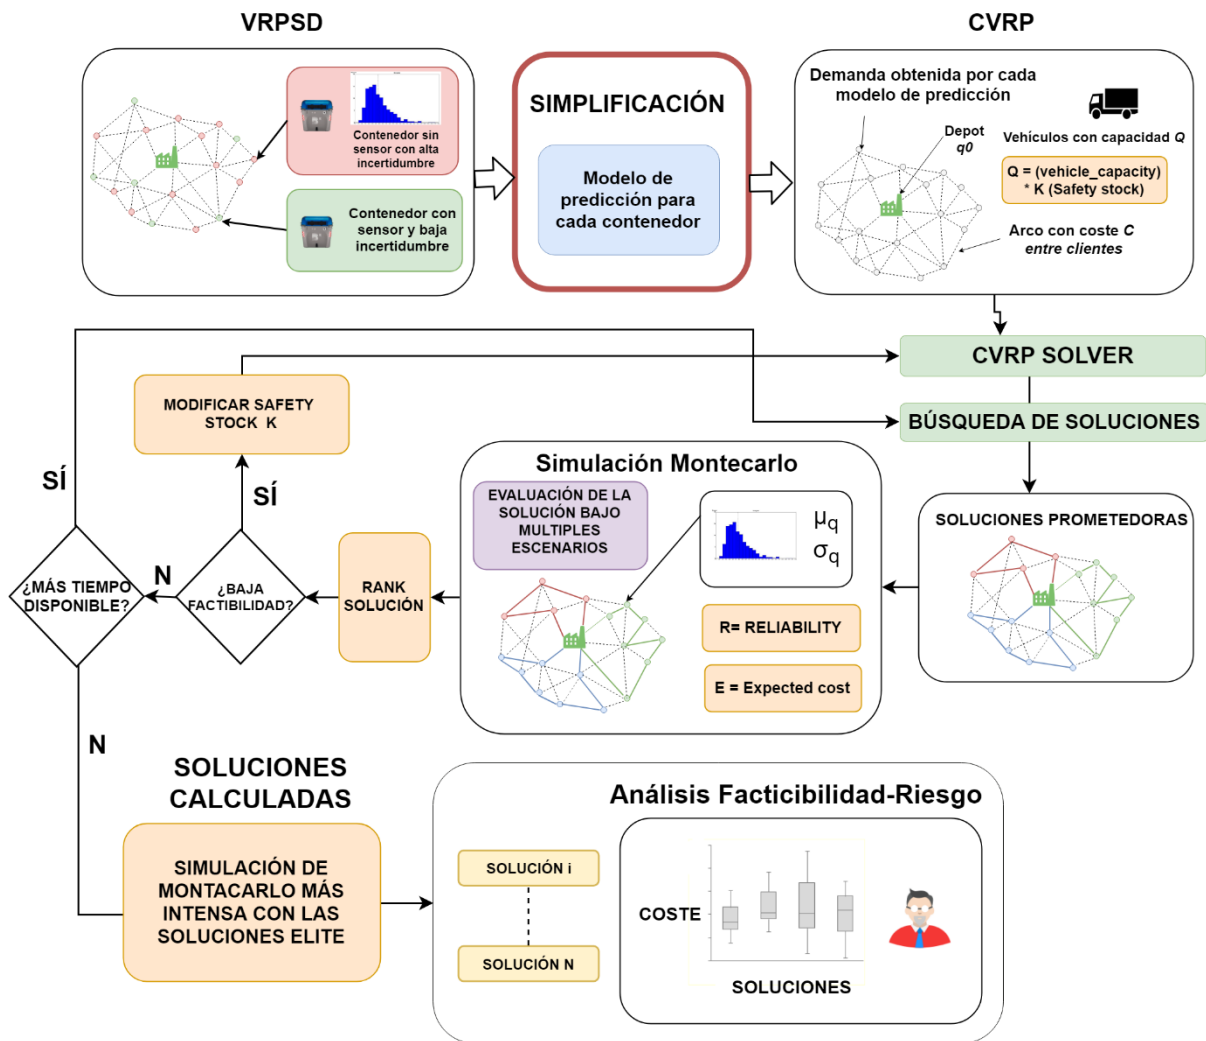 VRPSD
CVRP
Contenedor sin
sensor con alta
incertidumbre
Contenedor con
sensor y baja
incertidumbre
SIMPLIFICACIÓN
Modelo de
predicción para
cada contenedor
Demanda obtenida por cada
modelo de predicción
Depot
q0
Vehículos con capacidad Q
Q = (vehicle_capacity)
* K (Safety stock)
Arco con coste C
entre clientes
CVRP SOLVER
BÚSQUEDA DE SOLUCIONES
MODIFICAR SAFETY
STOCK K
SÍ
SÍ
Simulación Montecarlo
EVALUACIÓN DE LA
SOLUCIÓN BAJO
MULTIPLES
ESCENARIOS
μq
σq
R= RELIABILITY
E = Expected cost
SOLUCIONES PROMETEDORAS
RANK
SOLUCIÓN
¿BAJA
FACTIBILIDAD?
N
¿MÁS TIEMPO
DISPONIBLE?
N
SOLUCIONES
CALCULADAS
SIMULACIÓN DE
MONTACARLO MÁS
INTENSA CON LAS
SOLUCIONES ELITE
Análisis Facticibilidad-Riesgo
SOLUCIÓN i
SOLUCIÓN N
COSTE
SOLUCIONES